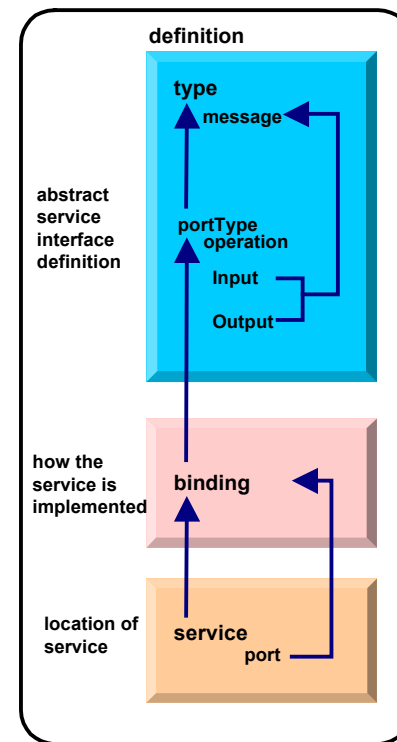 definition
type
message
abstract
service
interface
definition
portType
operation
Input
Output
how the
service is
implemented
binding
location of
service
service
port